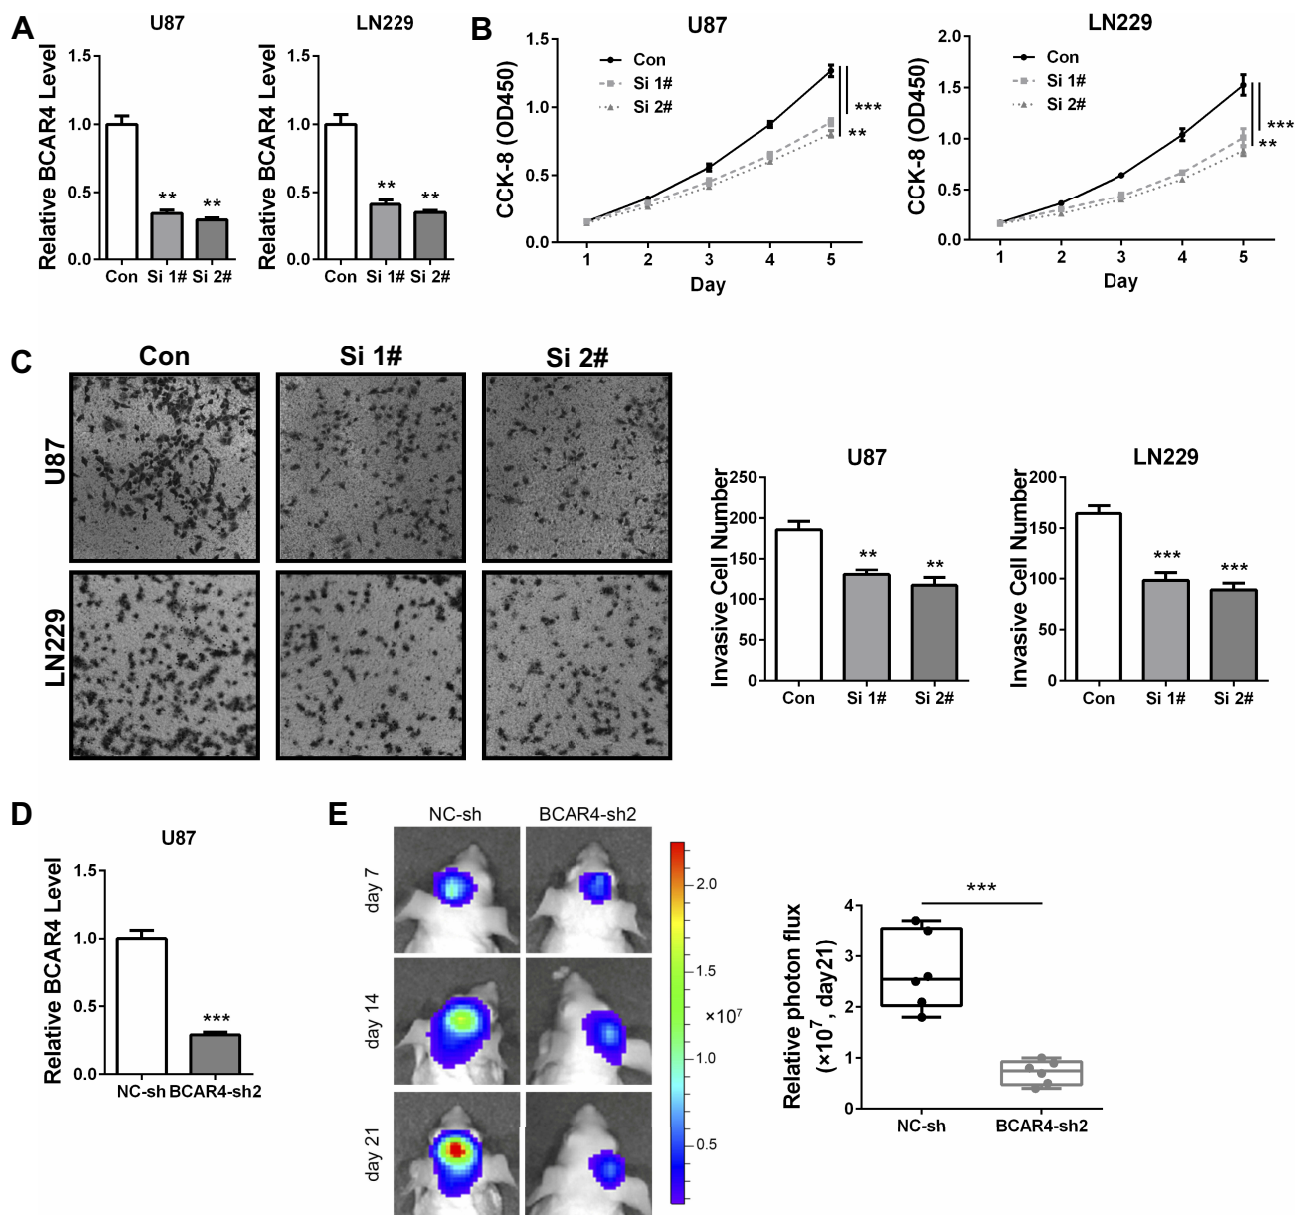 A
U87
Relative BCAR4 Level
1.5
1.0
0.5
0.0
** **
Con Si 1# Si 2#
LN229
Relative BCAR4 Level
1.5
1.0
0.5
0.0
** **
Con Si 1# Si 2#
B
U87
CCK-8 (OD450)
1.5
1.0
0.5
0.0
Con
Si 1#
Si 2#
***
**
1 2 3 4 5
Day
LN229
CCK-8 (OD450)
2.0
1.5
1.0
0.5
0.0
Con
Si 1#
Si 2#
***
**
1 2 3 4 5
Day
C
Con Si 1# Si 2#
U87
LN229
U87
Invasive Cell Number
250
200
150
100
50
0
** **
Con Si 1# Si 2#
LN229
Invasive Cell Number
200
150
100
50
0
*** ***
Con Si 1# Si 2#
D
U87
Relative BCAR4 Level
1.5
1.0
0.5
0.0
***
NC-sh BCAR4-sh2
E
NC-sh BCAR4-sh2
day 7
day 14
day 21
2.0
1.5
×10⁷
1.0
0.5
Relative photon flux
(×10⁷, day21)
4
3
2
1
0
***
NC-sh BCAR4-sh2